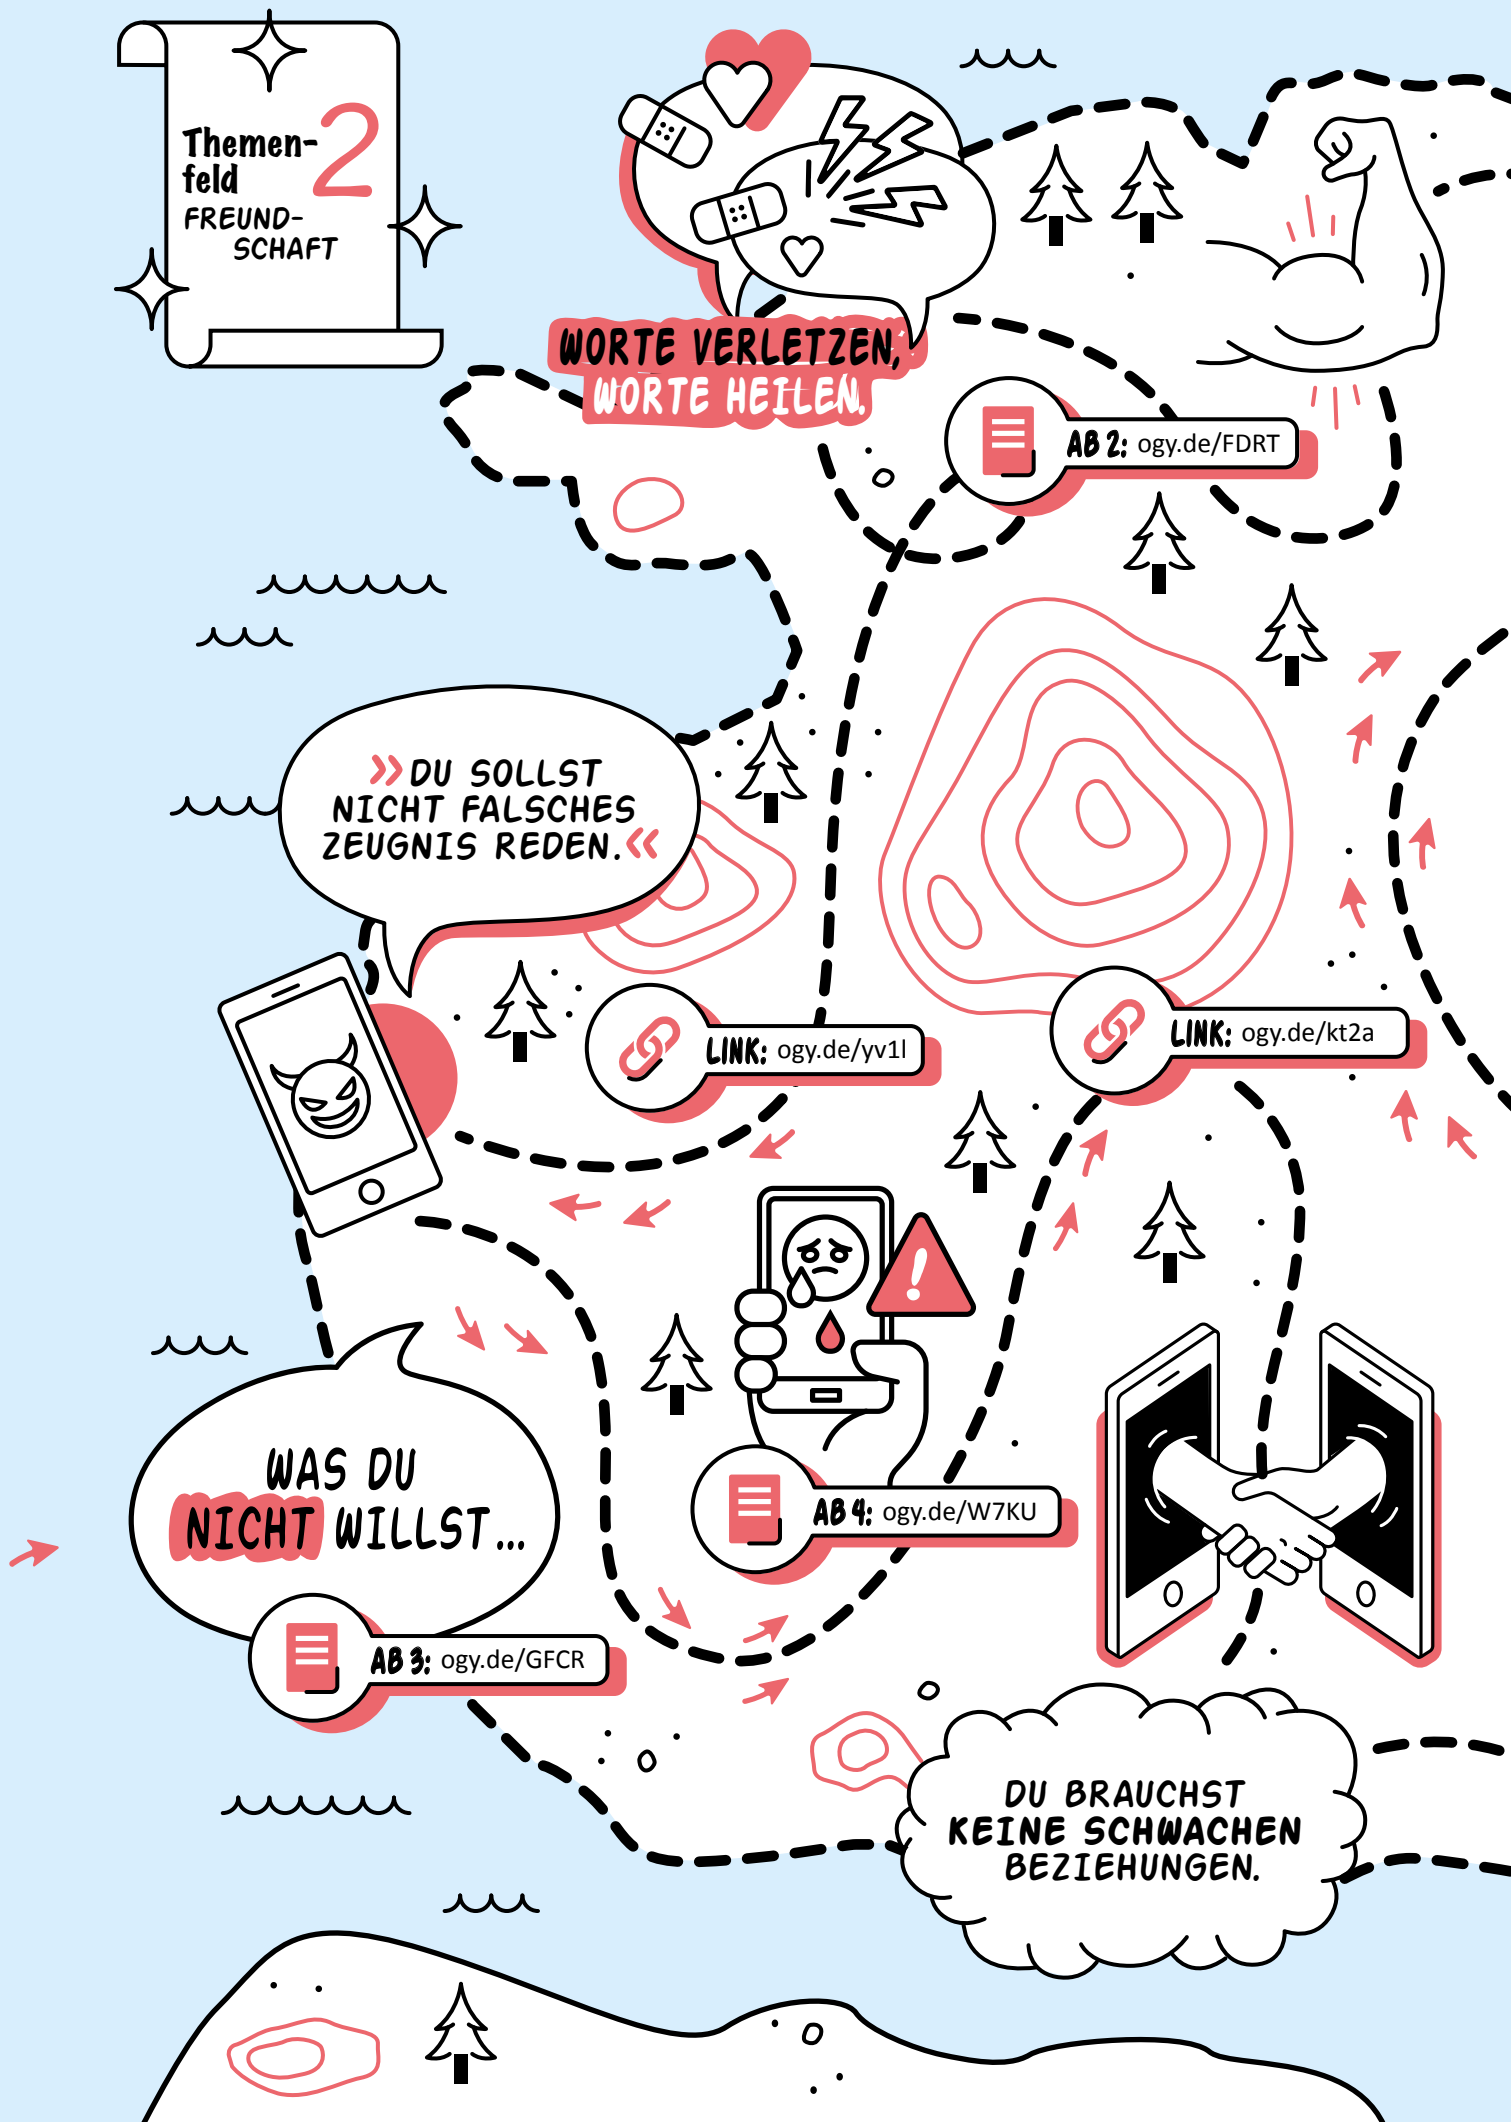 Themen-
feld 2
FREUND-
SCHAFT
WORTE VERLETZEN,
WORTE HEILEN.
AB 2: ogy.de/FDRT
»DU SOLLST
NICHT FALSCHES
ZEUGNIS REDEN.«
LINK: ogy.de/yv1l
LINK: ogy.de/kt2a
!
WAS DU
NICHT WILLST...
AB 4: ogy.de/W7KU
AB 3: ogy.de/GFCR
DU BRAUCHST
KEINE SCHWACHEN
BEZIEHUNGEN.